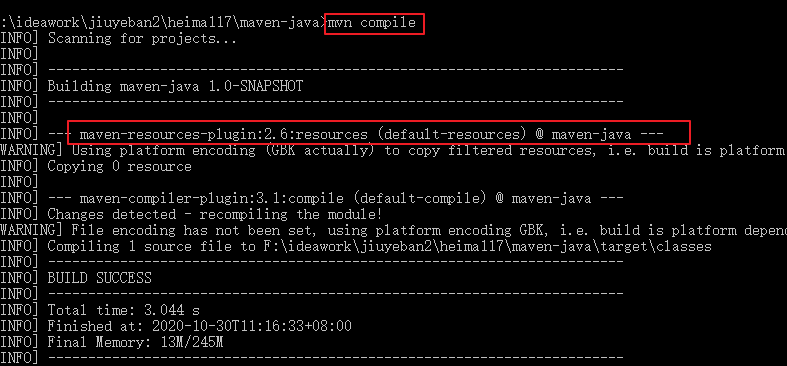 :\ideawork\jiuyeban2\heima117\maven-java>mvn compile
INFO] Scanning for projects...
INFO]
INFO] ------------------------------------------------------------------------
INFO] Building maven-java 1.0-SNAPSHOT
INFO] ------------------------------------------------------------------------
INFO]
INFO] --- maven-resources-plugin:2.6:resources (default-resources) @ maven-java ---
WARNING] Using platform encoding (GBK actually) to copy filtered resources, i.e. build is platform
INFO] Copying 0 resource
INFO]
INFO] --- maven-compiler-plugin:3.1:compile (default-compile) @ maven-java ---
INFO] Changes detected - recompiling the module!
WARNING] File encoding has not been set, using platform encoding GBK, i.e. build is platform depen
INFO] Compiling 1 source file to F:\ideawork\jiuyeban2\heima117\maven-java\target\classes
INFO] ------------------------------------------------------------------------
INFO] BUILD SUCCESS
INFO] ------------------------------------------------------------------------
INFO] Total time: 3.044 s
INFO] Finished at: 2020-10-30T11:16:33+08:00
INFO] Final Memory: 13M/245M
INFO] ------------------------------------------------------------------------